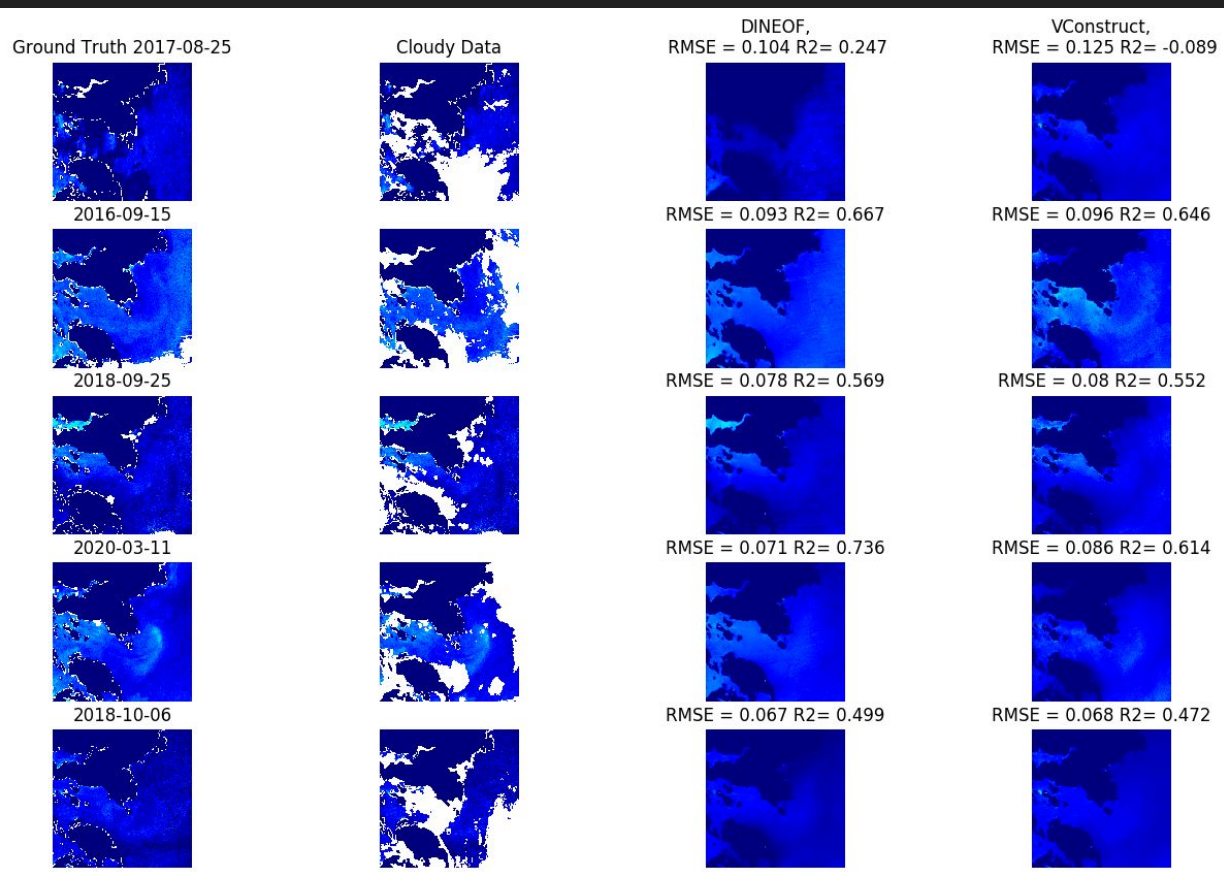 Ground Truth 2017-08-25
Cloudy Data
DINEOF,
RMSE = 0.104 R2= 0.247
VConstruct,
RMSE = 0.125 R2= -0.089
2016-09-15
RMSE = 0.093 R2= 0.667
RMSE = 0.096 R2= 0.646
2018-09-25
RMSE = 0.078 R2= 0.569
RMSE = 0.08 R2= 0.552
2020-03-11
RMSE = 0.071 R2= 0.736
RMSE = 0.086 R2= 0.614
2018-10-06
RMSE = 0.067 R2= 0.499
RMSE = 0.068 R2= 0.472